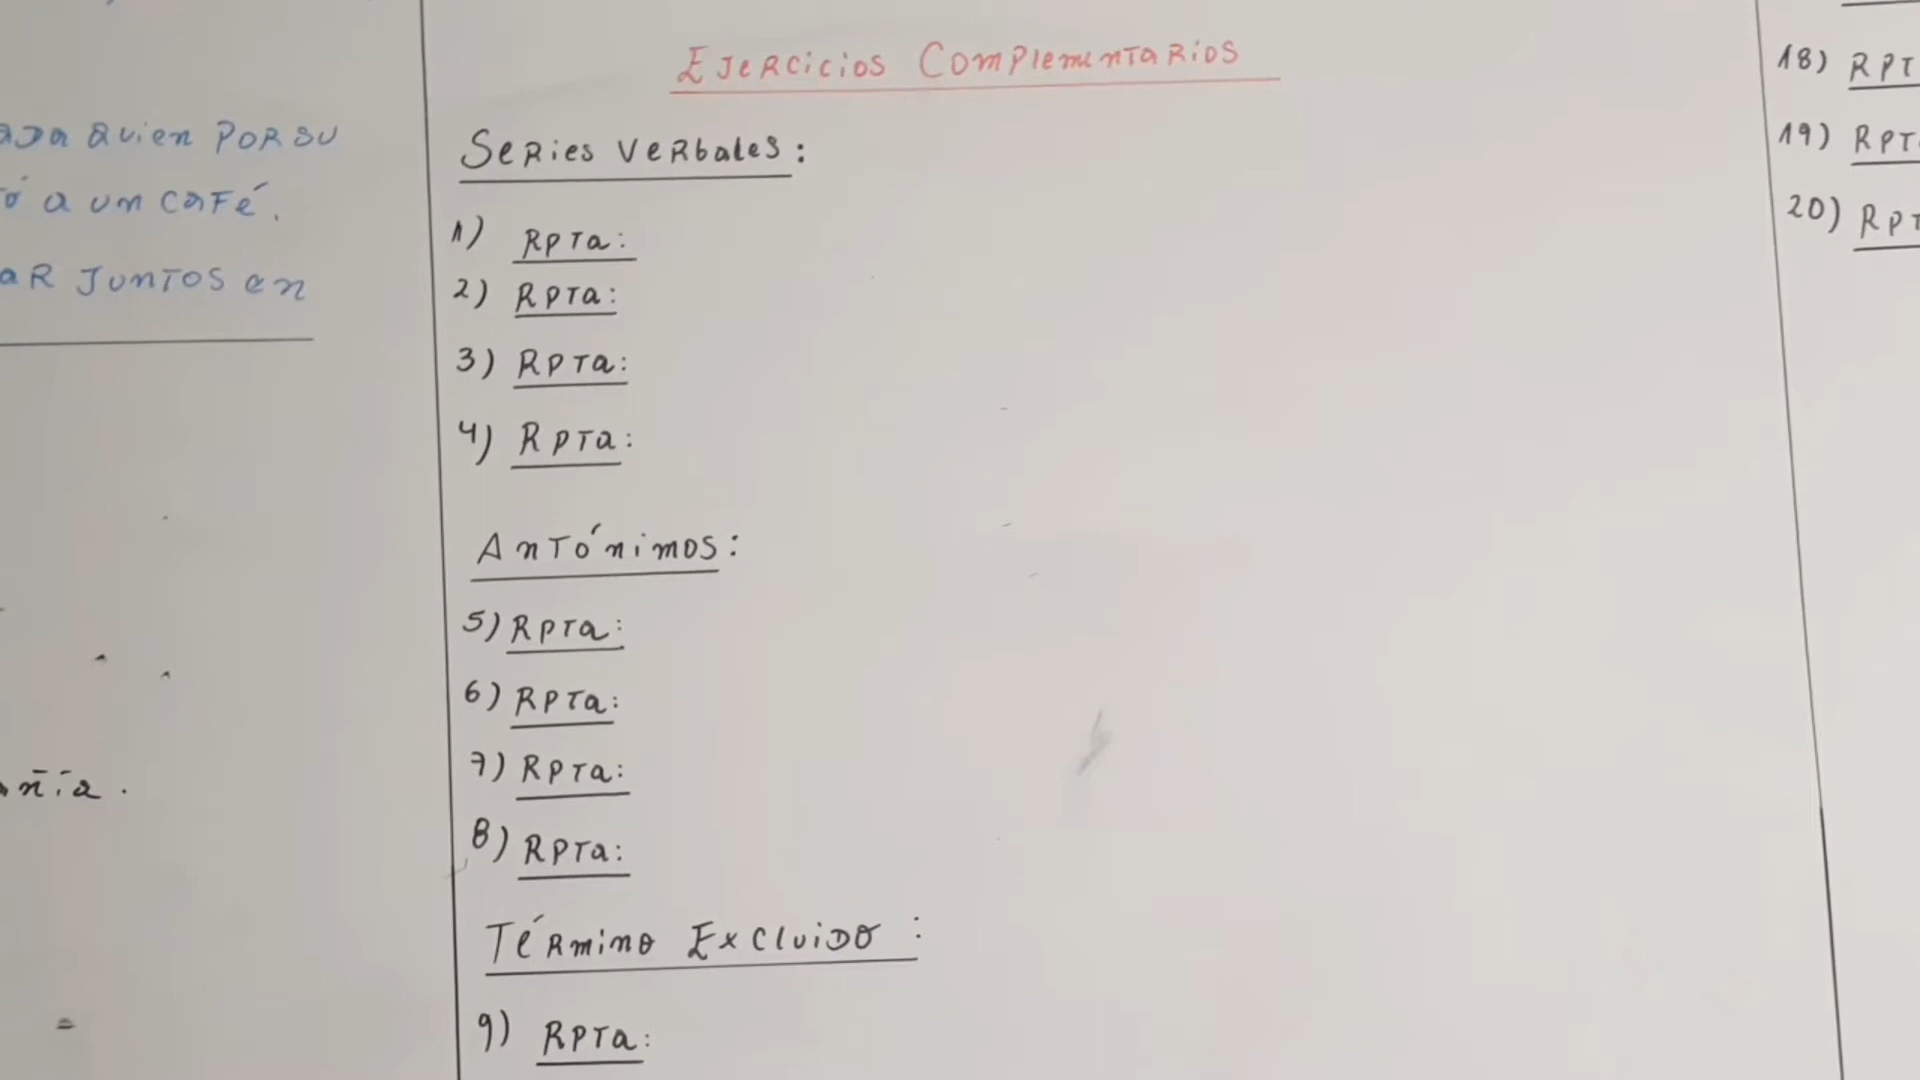 quien por su
ó a un café.
ar juntos en
Ejercicios Complementarios
Series Verbales:
1) Rpta:
2) Rpta:
3) Rpta:
4) Rpta:
Antónimos:
5) Rpta:
6) Rpta:
7) Rpta:
8) Rpta:
Término Excluido:
9) Rpta:
18) Rpt
19) Rpt
20) Rpt